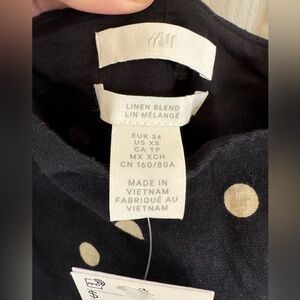 H&M
LINEN BLEND
LIN MÉLANGÉ
EUR 34
US XS
CA TP
MX XCH
CN 160/80A
MADE IN
VIETNAM
FABRIQUÉ AU
VIETNAM